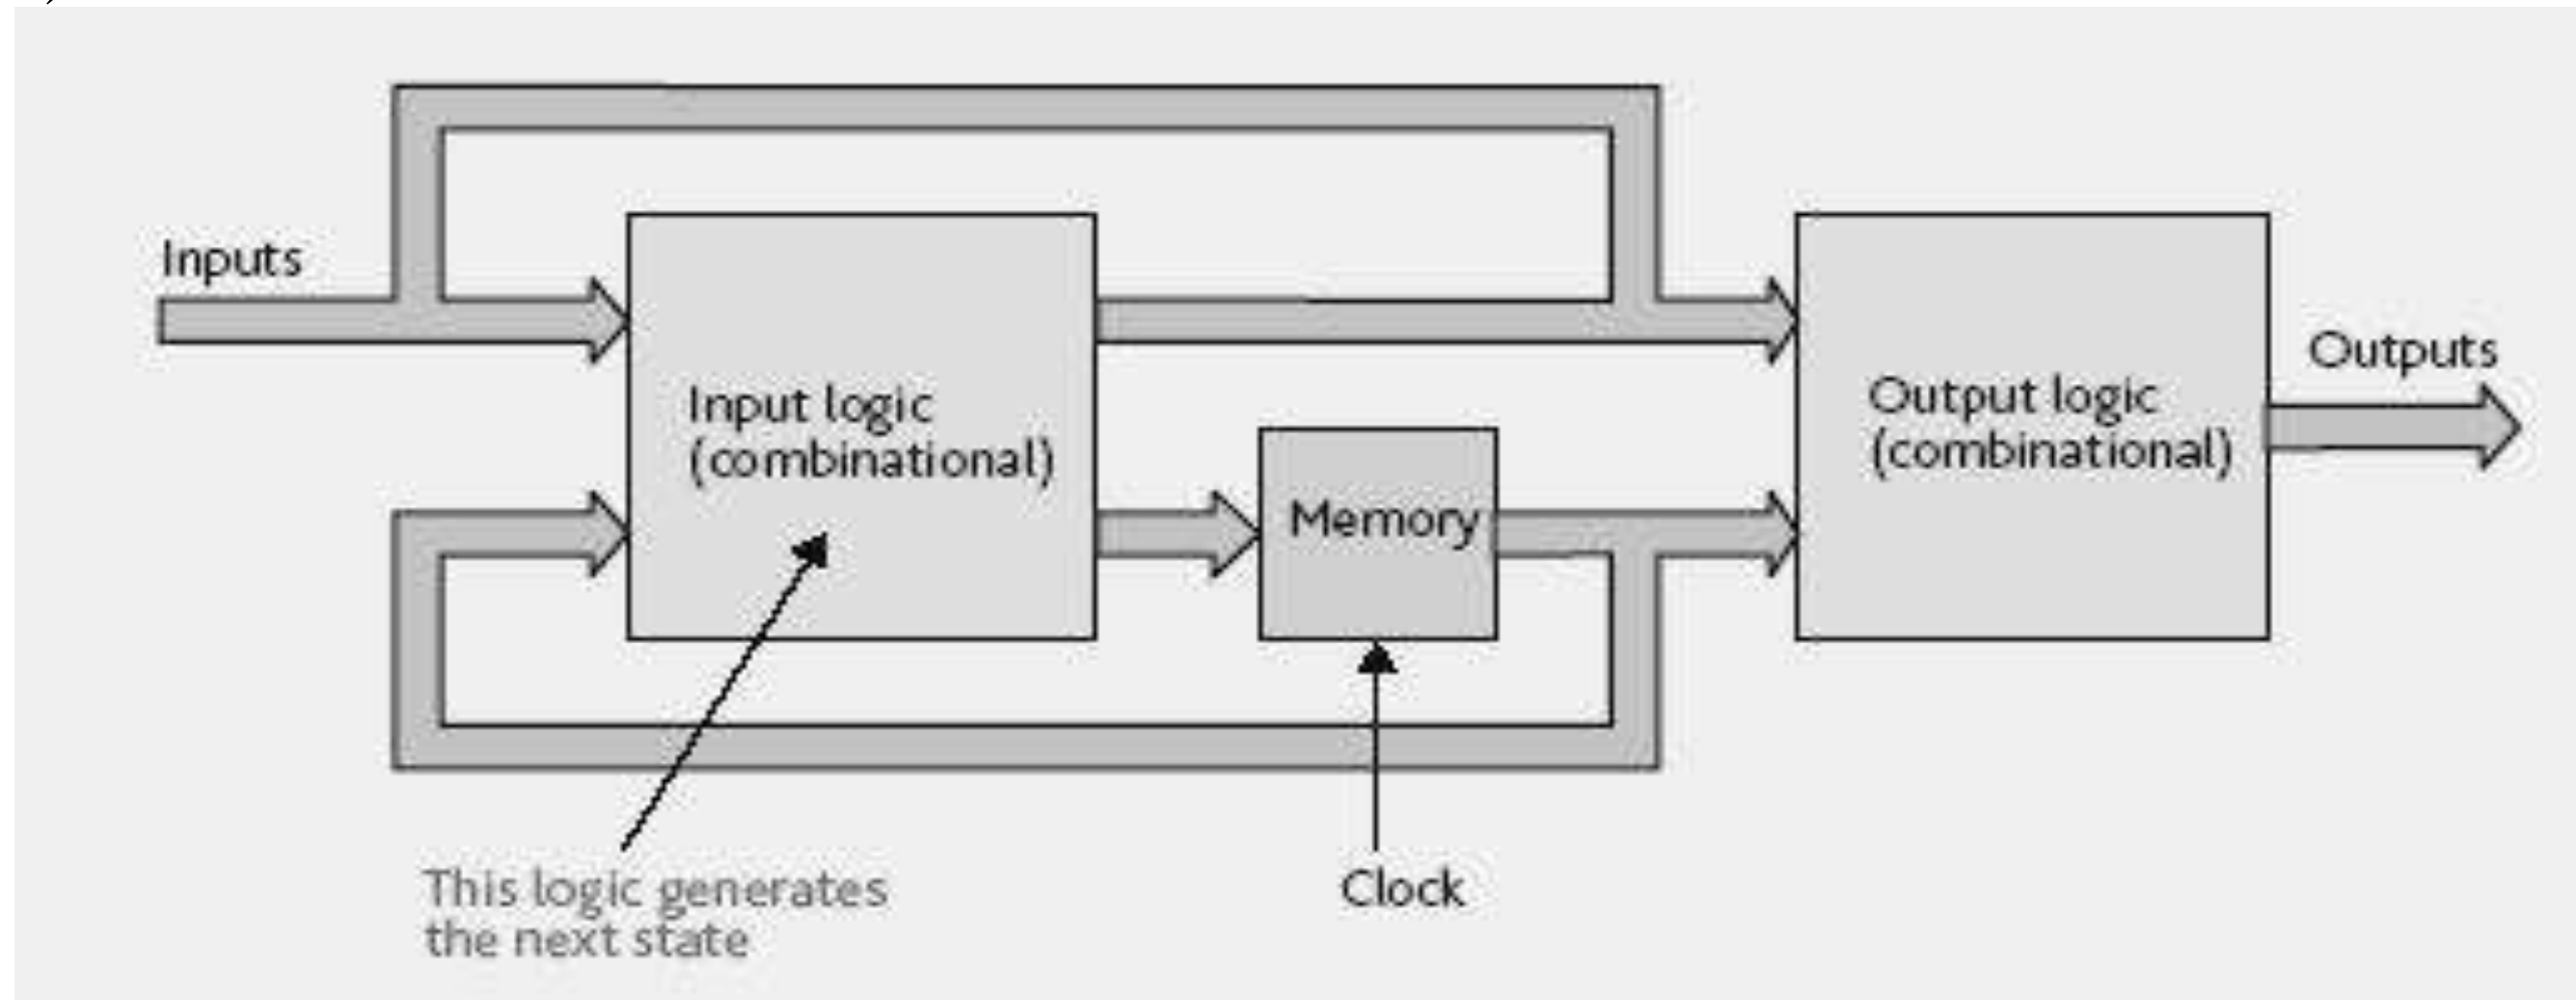 Inputs
Input logic
(combinational)
Memory
Output logic
(combinational)
Outputs
This logic generates
the next state
Clock